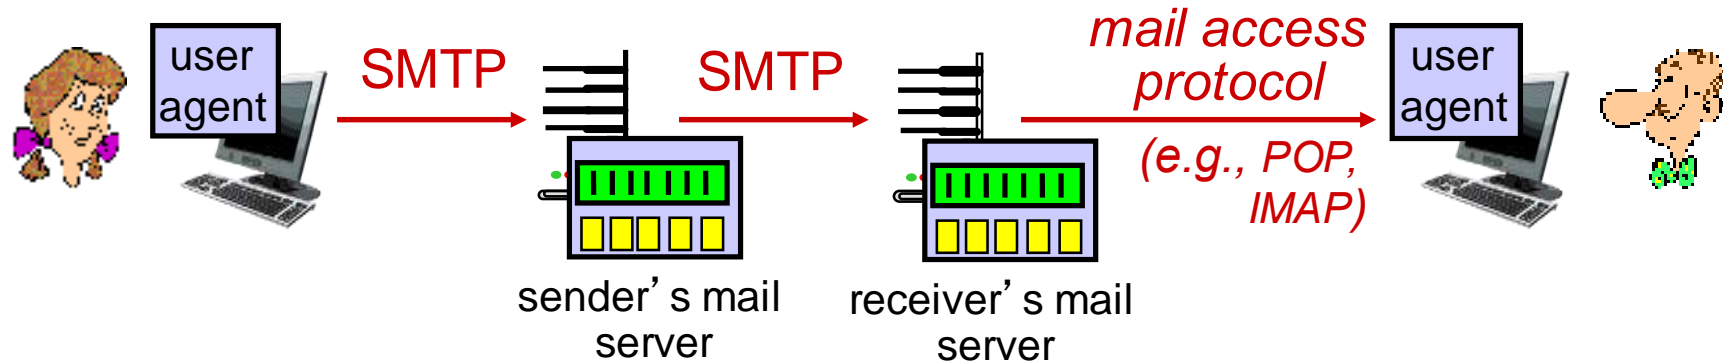 user
agent
SMTP
SMTP
mail access
protocol
(e.g., POP,
IMAP)
user
agent
sender’s mail
server
receiver’s mail
server